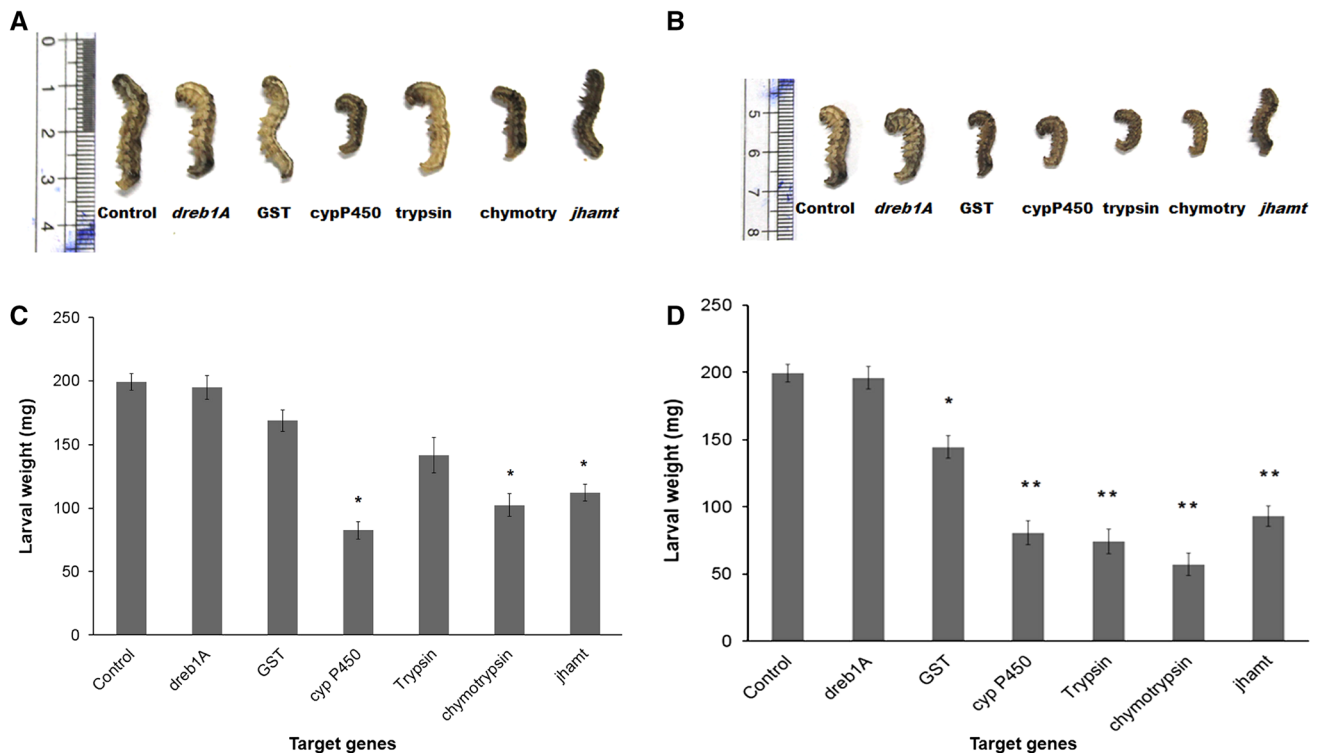 A
0
1
2
3
4
Control dreb1A GST cypP450 trypsin chymotry jhamt
B
5
6
7
8
Control dreb1A GST cypP450 trypsin chymotry jhamt
C
250
200
150
100
50
0
Larval weight (mg)
* * *
Control dreb1A GST cyp P450 Trypsin chymotrypsin jhamt
Target genes
D
250
200
150
100
50
0
Larval weight (mg)
* ** ** ** **
Control dreb1A GST cyp P450 Trypsin chymotrypsin jhamt
Target genes